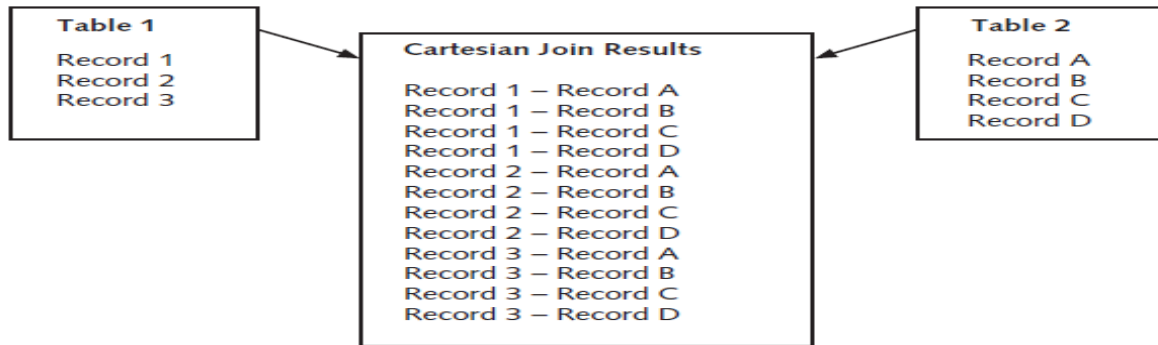 Table 1
Record 1
Record 2
Record 3
Cartesian Join Results
Record 1 – Record A
Record 1 – Record B
Record 1 – Record C
Record 1 – Record D
Record 2 – Record A
Record 2 – Record B
Record 2 – Record C
Record 2 – Record D
Record 3 – Record A
Record 3 – Record B
Record 3 – Record C
Record 3 – Record D
Table 2
Record A
Record B
Record C
Record D